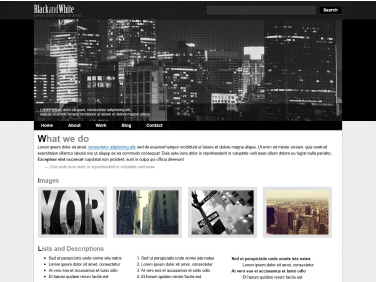 BlackandWhite
Search
Lorem ipsum dolor sit amet, consectetur adipisicing elit,
sed do eiusmod tempor incididunt ut labore et dolore magna aliqua.
Home About Work Blog Contact
What we do
Lorem ipsum dolor sit amet, consectetur adipisicing elit, sed do eiusmod tempor incididunt ut labore et dolore magna aliqua. Ut enim ad minim veniam, quis nostrud
exercitation ullamco laboris nisi ut aliquip ex ea commodo consequat. Duis aute irure dolor in reprehenderit in voluptate velit esse cillum dolore eu fugiat nulla pariatur.
Excepteur sint occaecat cupidatat non proident, sunt in culpa qui officia deserunt
Duis aute irure dolor in reprehenderit in voluptate velit esse
Images
YOR
Lists and Descriptions
Sed ut perspiciatis unde omnis iste natus
Lorem ipsum dolor sit amet, consectetur
At vero eos et accusamus et iusto odio
Et harum quidem rerum facilis est
1. Sed ut perspiciatis unde omnis iste natus
2. Lorem ipsum dolor sit amet, consectetur
3. At vero eos et accusamus et iusto odio
4. Et harum quidem rerum facilis est
Sed ut perspiciatis unde omnis iste natus
Lorem ipsum dolor sit amet, consectetur
At vero eos et accusamus et iusto odio
Et harum quidem rerum facilis est